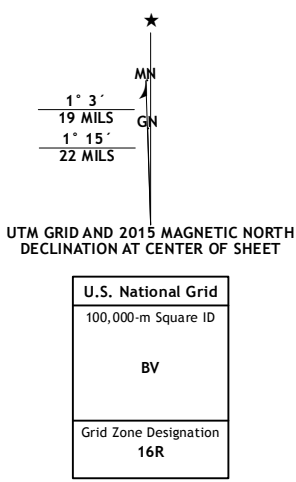 MN
1° 3´
19 MILS
GN
1° 15´
22 MILS
UTM GRID AND 2015 MAGNETIC NORTH
DECLINATION AT CENTER OF SHEET
U.S. National Grid
100,000-m Square ID
BV
Grid Zone Designation
16R